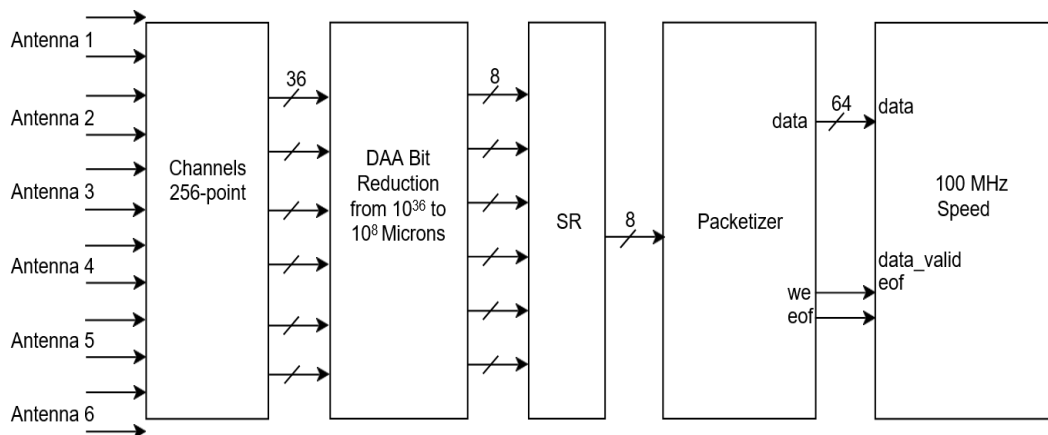 Antenna 1
Antenna 2
Antenna 3
Antenna 4
Antenna 5
Antenna 6
Channels
256-point
36
DAA Bit
Reduction
from 10³⁶ to
10⁸ Microns
8
SR
8
Packetizer
data
we
eof
64
data
100 MHz
Speed
data_valid
eof